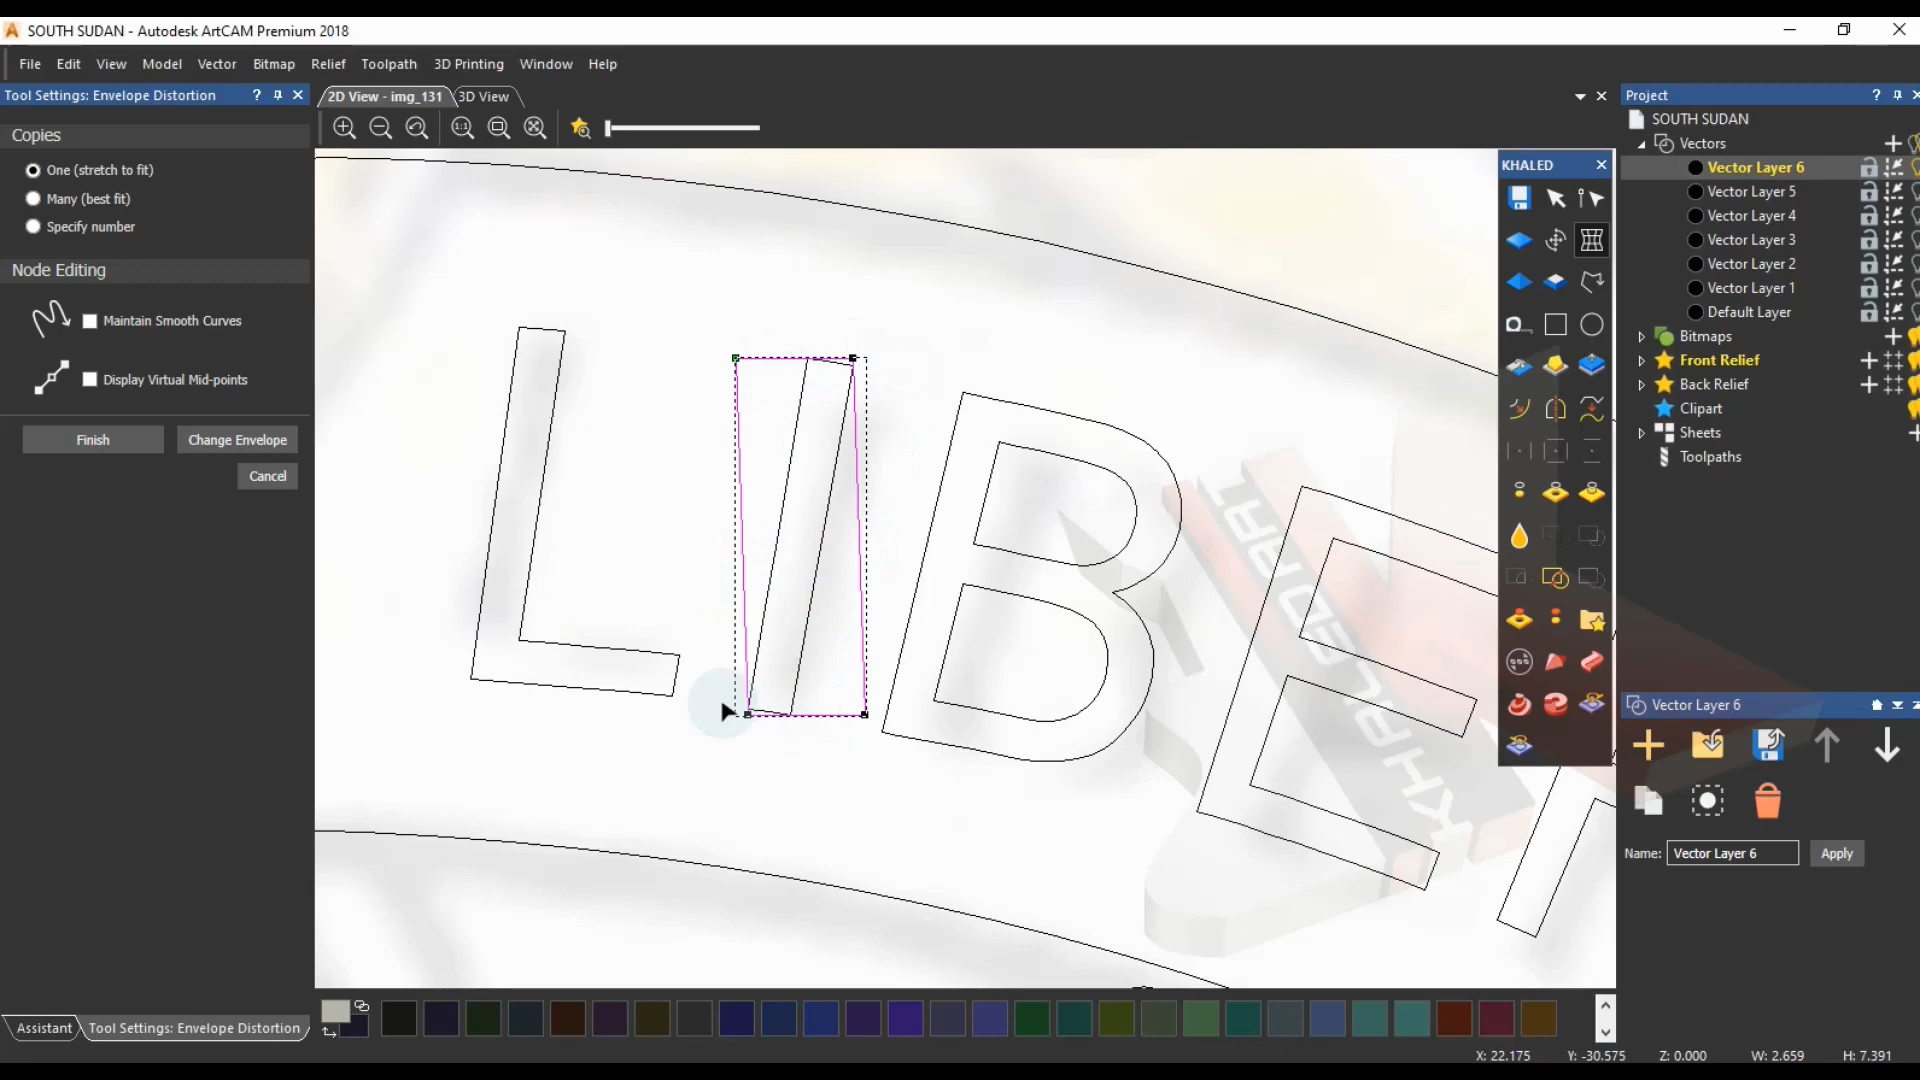 SOUTH SUDAN - Autodesk ArtCAM Premium 2018
File Edit View Model Vector Bitmap Relief Toolpath 3D Printing Window Help
Tool Settings: Envelope Distortion
Copies
One (stretch to fit)
Many (best fit)
Specify number
Node Editing
Maintain Smooth Curves
Display Virtual Mid-points
Finish
Change Envelope
Cancel
2D View - img_131
3D View
1:1
LIBE
KHALED
KHALEDARAL
Project
SOUTH SUDAN
Vectors
Vector Layer 6
Vector Layer 5
Vector Layer 4
Vector Layer 3
Vector Layer 2
Vector Layer 1
Default Layer
Bitmaps
Front Relief
Back Relief
Clipart
Sheets
Toolpaths
Vector Layer 6
Name: Vector Layer 6 Apply
Assistant
Tool Settings: Envelope Distortion
X: 22.175 Y: -30.575 Z: 0.000 W: 2.659 H: 7.391